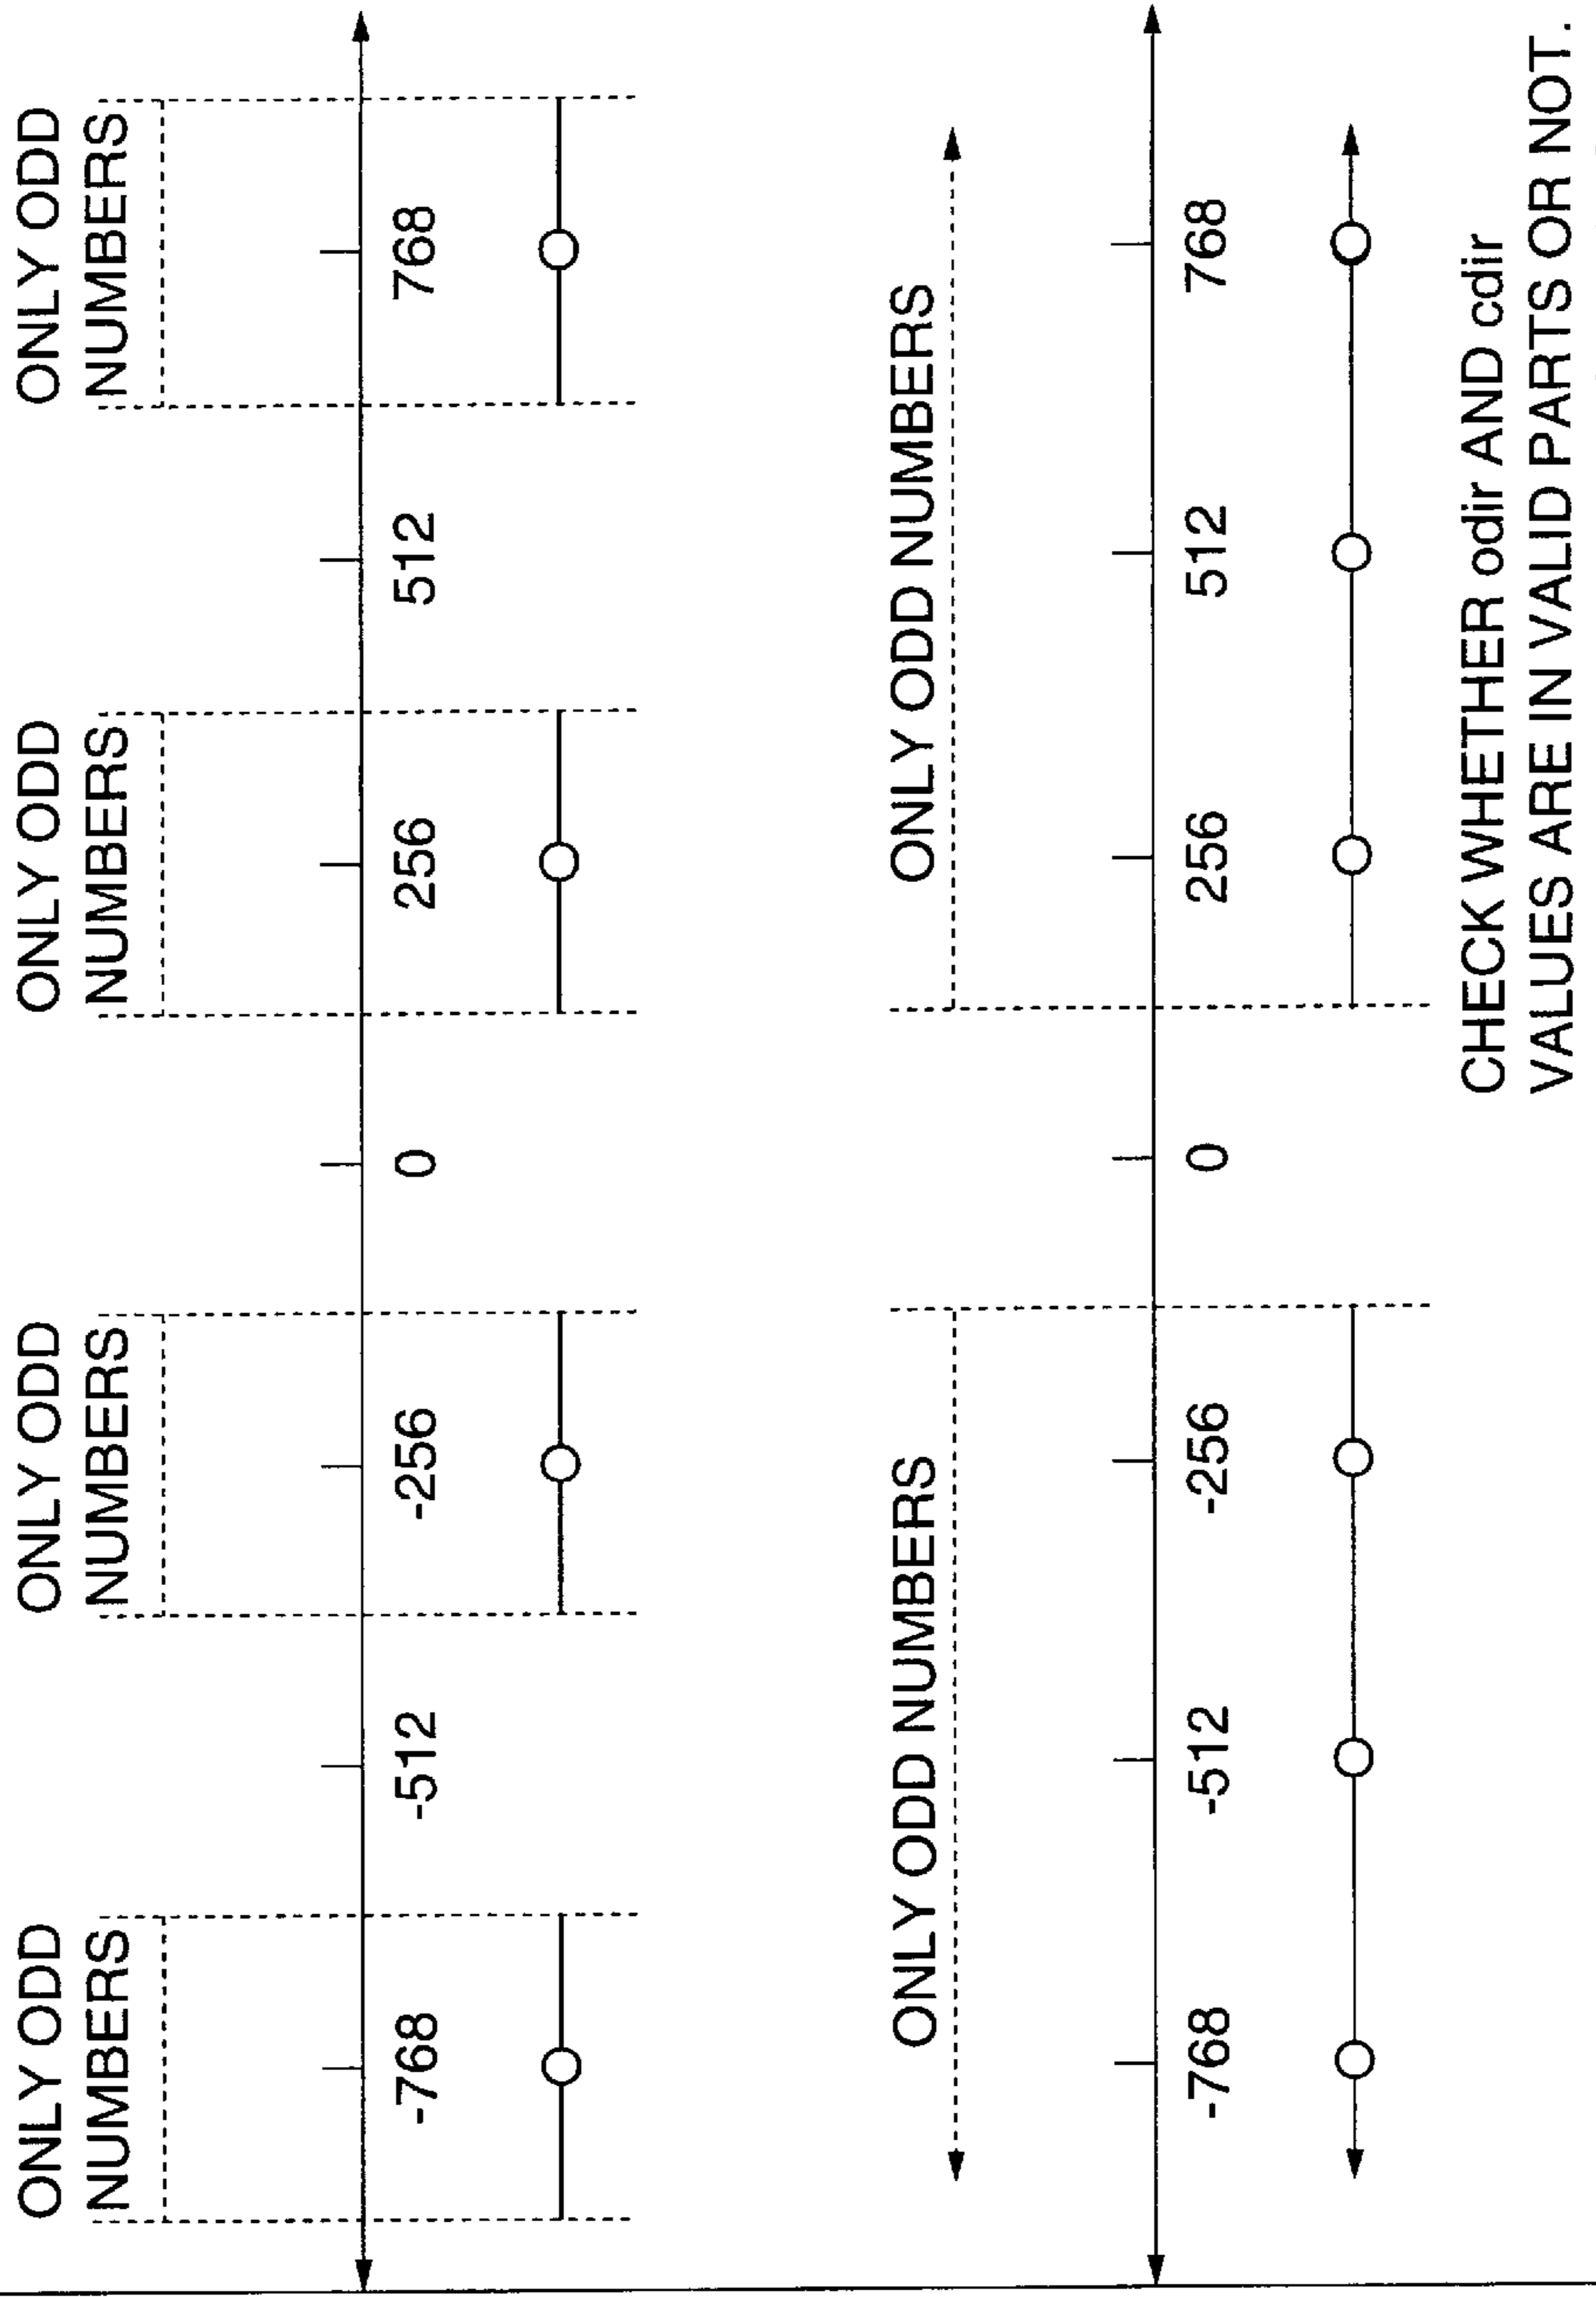 ONLY ODD
NUMBERS
ONLY ODD
NUMBERS
ONLY ODD
NUMBERS
ONLY ODD
NUMBERS
-768 -512 -256 0 256 512 768
ONLY ODD NUMBERS
ONLY ODD NUMBERS
-768 -512 -256 0 256 512 768
CHECK WHETHER odir AND cdir
VALUES ARE IN VALID PARTS OR NOT.